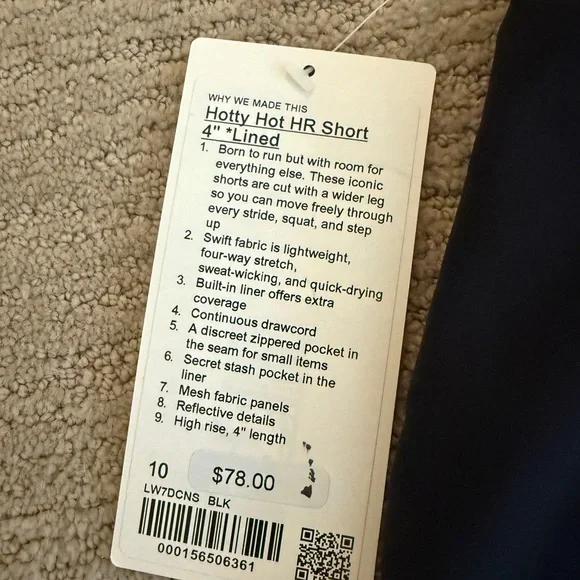 WHY WE MADE THIS
Hotty Hot HR Short
4" *Lined
1. Born to run but with room for
everything else. These iconic
shorts are cut with a wider leg
so you can move freely through
every stride, squat, and step
up
2. Swift fabric is lightweight,
four-way stretch,
sweat-wicking, and quick-drying
3. Built-in liner offers extra
coverage
4. Continuous drawcord
5. A discreet zippered pocket in
the seam for small items
6. Secret stash pocket in the
liner
7. Mesh fabric panels
8. Reflective details
9. High rise, 4" length
10 $78.00
LW7DCNS BLK
000156506361